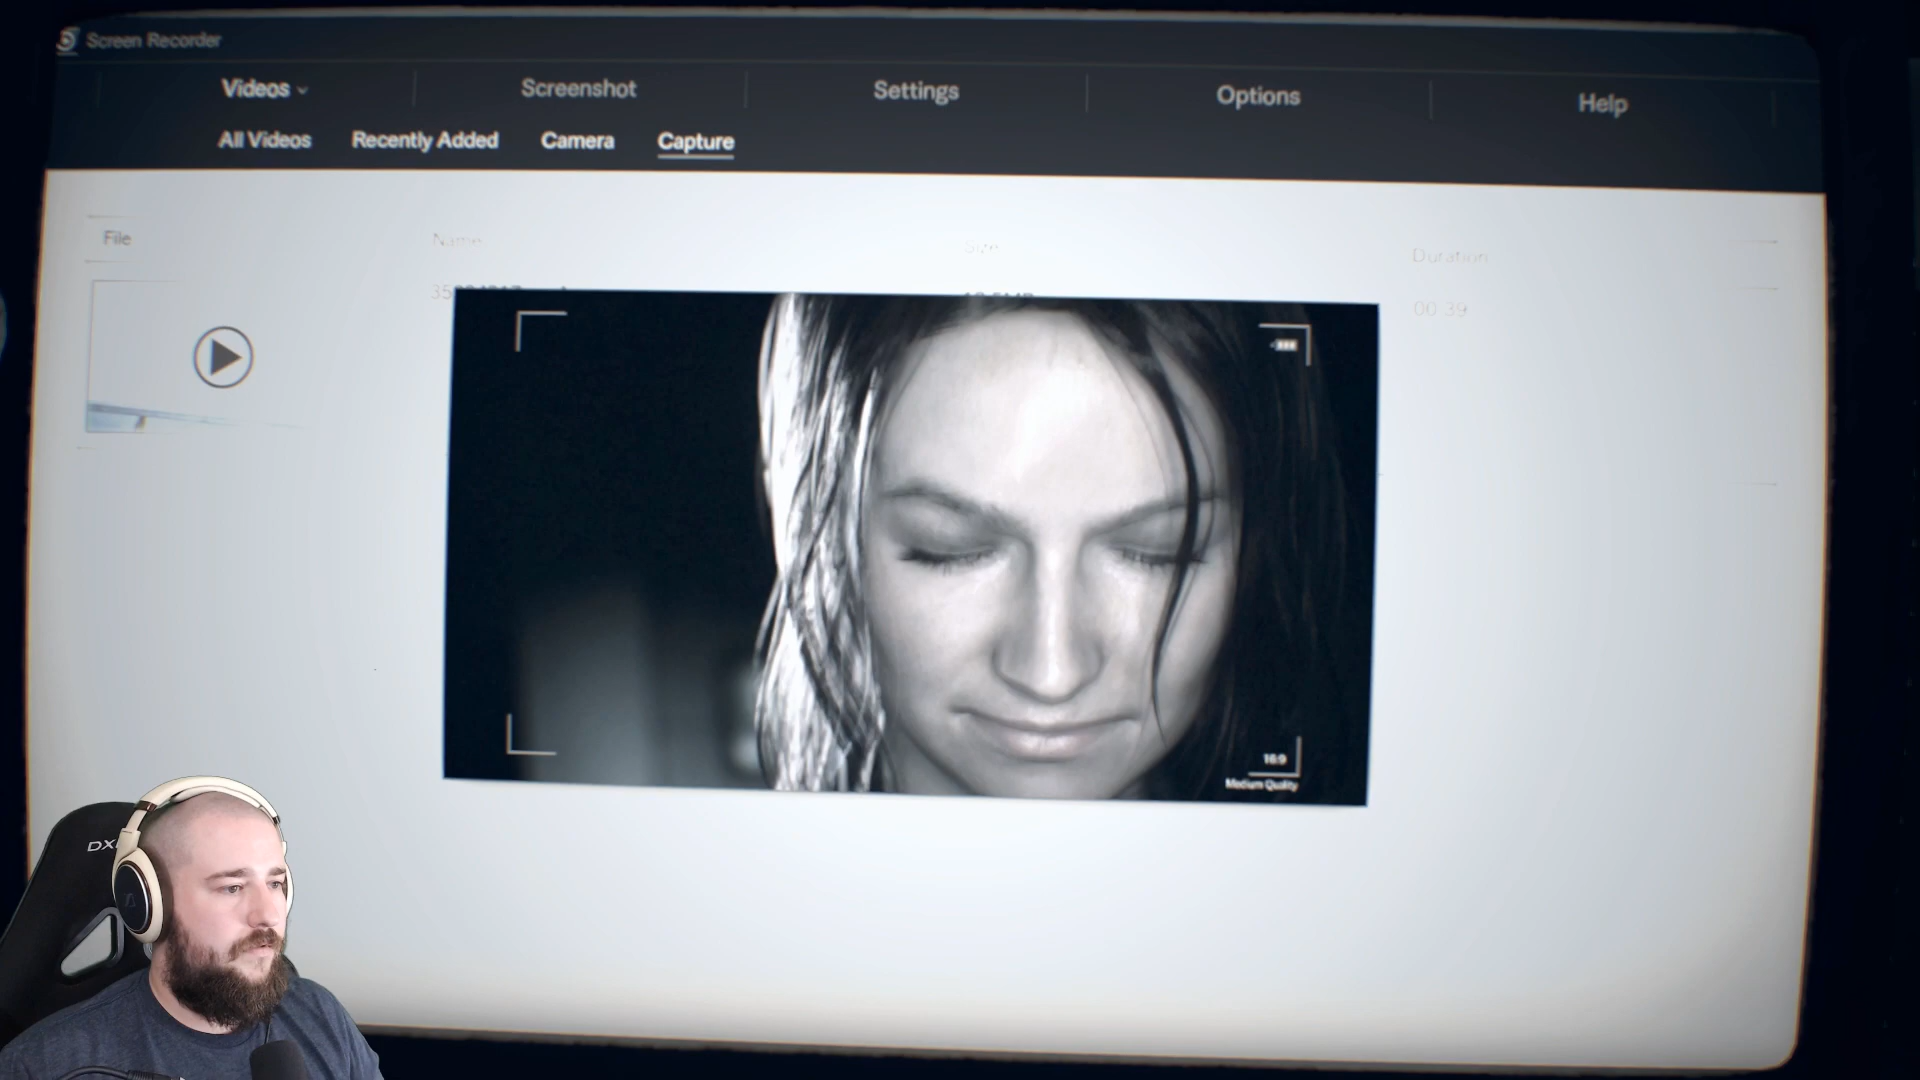 Screen Recorder
Videos
Screenshot
Settings
Options
Help
All Videos
Recently Added
Camera
Capture
File
Name
Size
Duration
00 39
16:9
Medium Quality